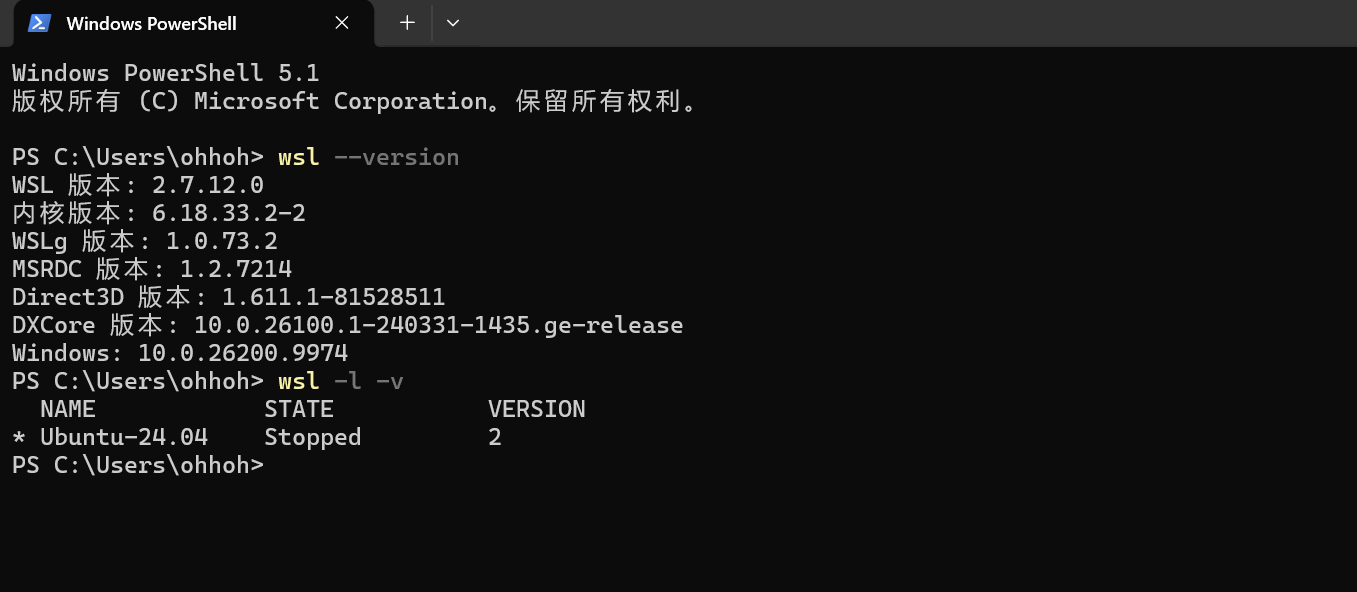 Windows PowerShell
Windows PowerShell 5.1
版权所有 (C) Microsoft Corporation。保留所有权利。
PS C:\Users\ohhoh> wsl --version
WSL 版本: 2.7.12.0
内核版本: 6.18.33.2-2
WSLg 版本: 1.0.73.2
MSRDC 版本: 1.2.7214
Direct3D 版本: 1.611.1-81528511
DXCore 版本: 10.0.26100.1-240331-1435.ge-release
Windows: 10.0.26200.9974
PS C:\Users\ohhoh> wsl -l -v
  NAME            STATE           VERSION
* Ubuntu-24.04    Stopped         2
PS C:\Users\ohhoh>